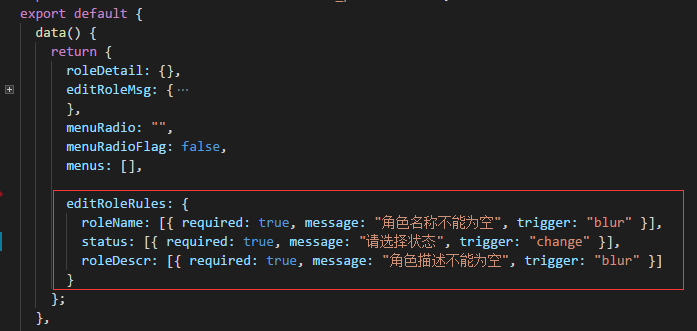 export default {
data() {
return {
roleDetail: {},
editRoleMsg: {…
},
menuRadio: "",
menuRadioFlag: false,
menus: [],
editRoleRules: {
roleName: [{ required: true, message: "角色名称不能为空", trigger: "blur" }],
status: [{ required: true, message: "请选择状态", trigger: "change" }],
roleDescr: [{ required: true, message: "角色描述不能为空", trigger: "blur" }]
}
};
},